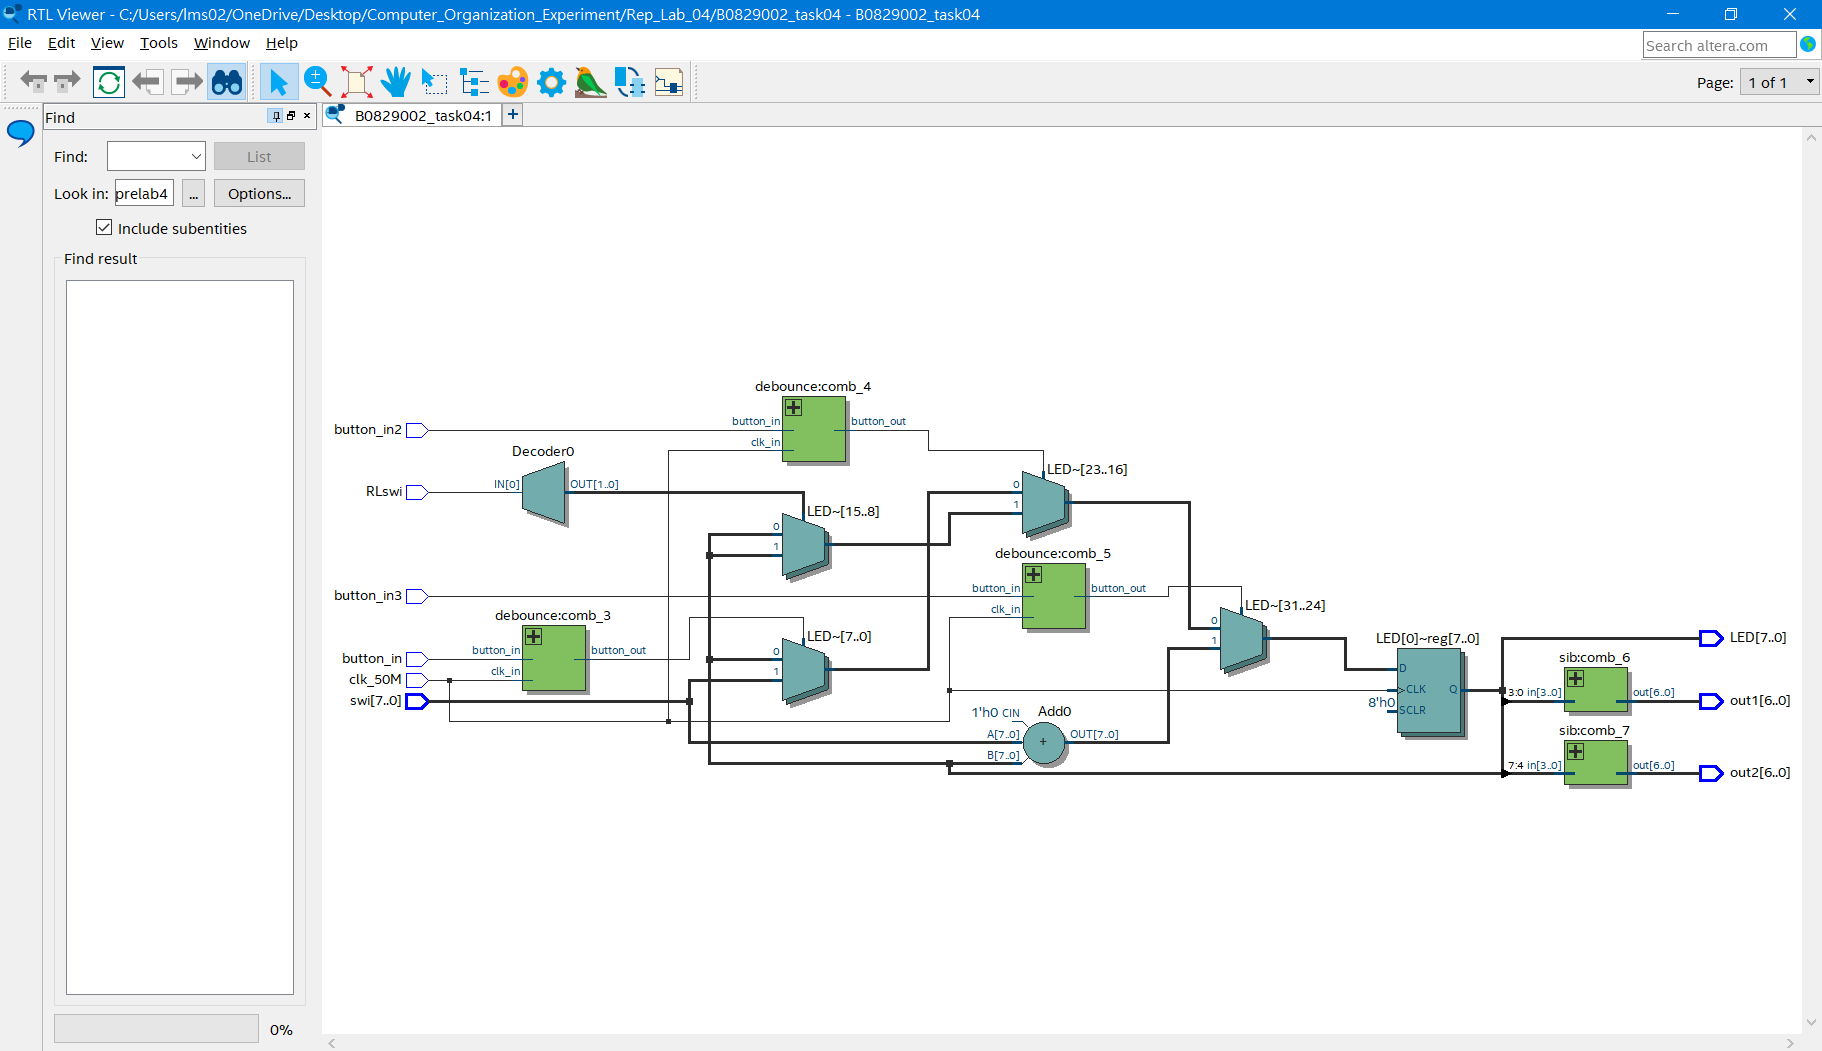 RTL Viewer - C:/Users/lms02/OneDrive/Desktop/Computer_Organization_Experiment/Rep_Lab_04/B0829002_task04 - B0829002_task04
File Edit View Tools Window Help
Search altera.com
Page: 1 of 1
Find
B0829002_task04:1
+
Find:
List
Look in: prelab4 ... Options...
Include subentities
Find result
0%
debounce:comb_4
button_in2
button_in
button_out
clk_in
Decoder0
RLswi
IN[0]
OUT[1..0]
LED~[23..16]
0
1
LED~[15..8]
0
1
debounce:comb_5
button_in3
button_in
button_out
clk_in
debounce:comb_3
button_in
button_in
button_out
clk_50M
clk_in
swi[7..0]
LED~[7..0]
0
1
LED~[31..24]
0
1
1'h0 CIN
Add0
A[7..0]
B[7..0]
+
OUT[7..0]
LED[0]~reg[7..0]
D
>CLK
Q
8'h0
SCLR
LED[7..0]
sib:comb_6
3:0 in[3..0]
out[6..0]
out1[6..0]
sib:comb_7
7:4 in[3..0]
out[6..0]
out2[6..0]